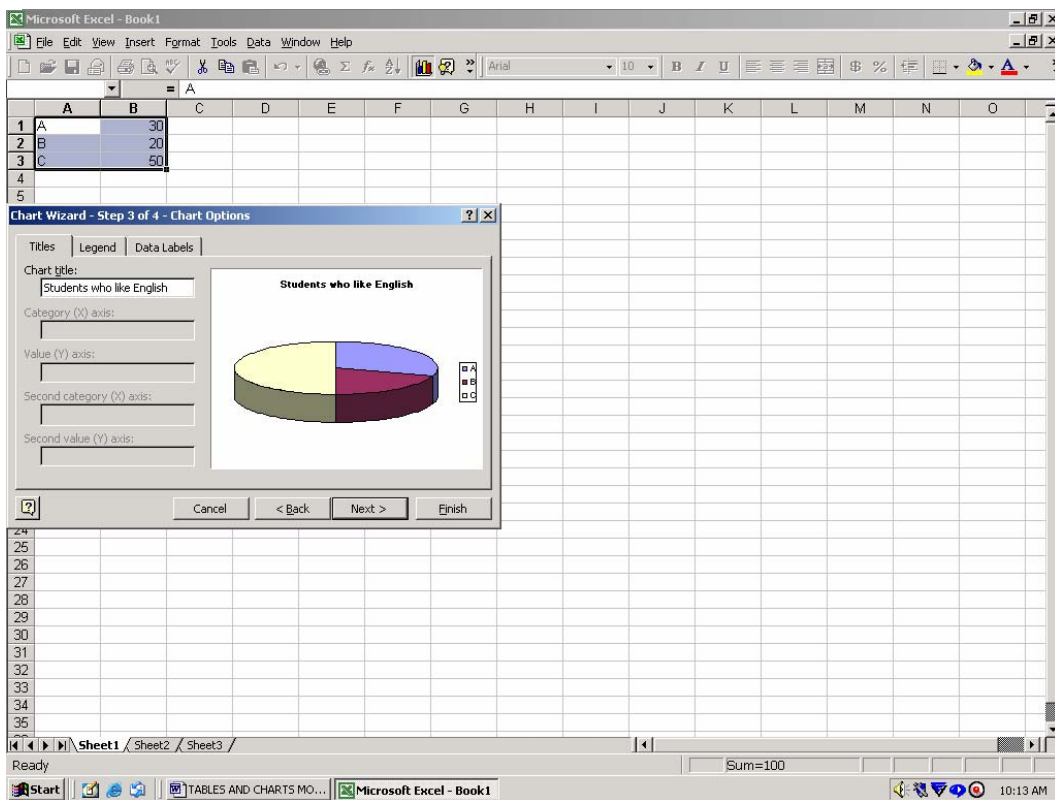 Microsoft Excel - Book1
File Edit View Insert Format Tools Data Window Help
Arial 10 B I U $ %
= A
A B C D E F G H I J K L M N O
1 A 30
2 B 20
3 C 50
4
5
Chart Wizard - Step 3 of 4 - Chart Options
Titles Legend Data Labels
Chart title:
Students who like English
Category (X) axis:
Value (Y) axis:
Second category (X) axis:
Second value (Y) axis:
Students who like English
A
B
C
Cancel < Back Next > Finish
24
25
26
27
28
29
30
31
32
33
34
35
Sheet1 Sheet2 Sheet3
Ready Sum=100
Start TABLES AND CHARTS MO... Microsoft Excel - Book1 10:13 AM